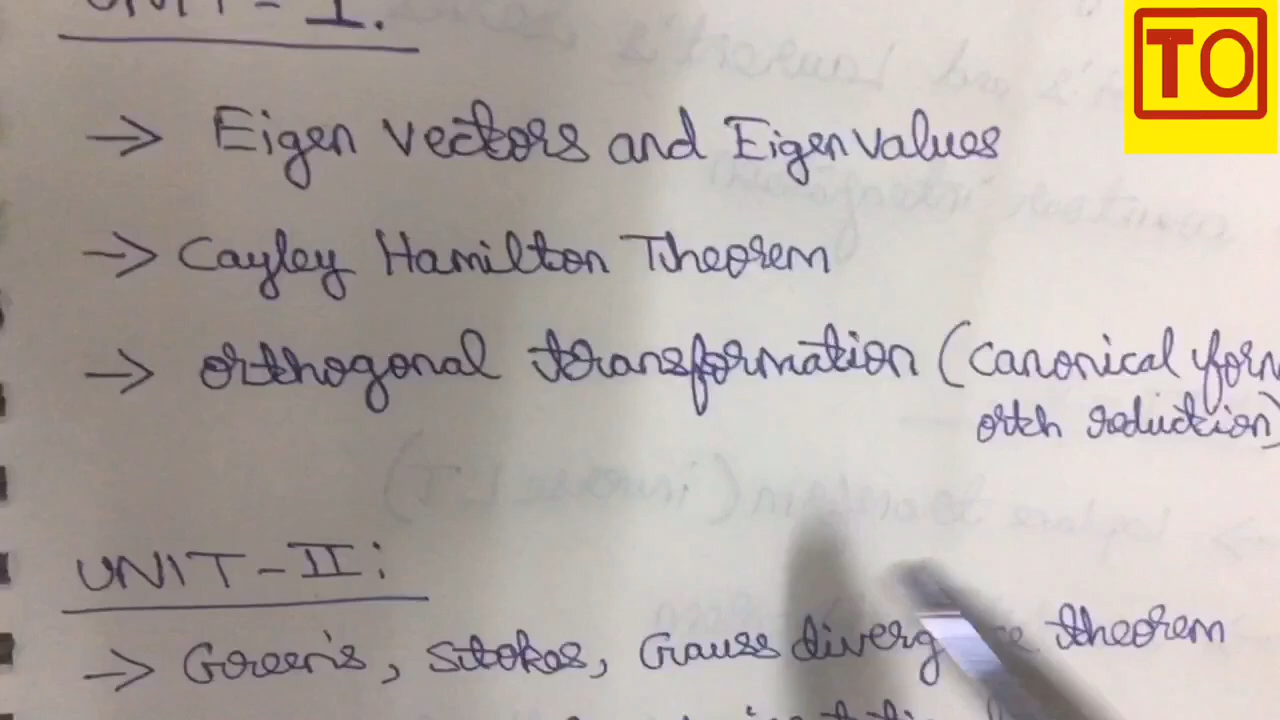 UNIT - I.
TO
→ Eigen vectors and Eigen values
→ Cayley Hamilton Theorem
→ orthogonal transformation (canonical form
orth reduction)
UNIT - II:
→ Green's, stokes, Gauss divergence theorem